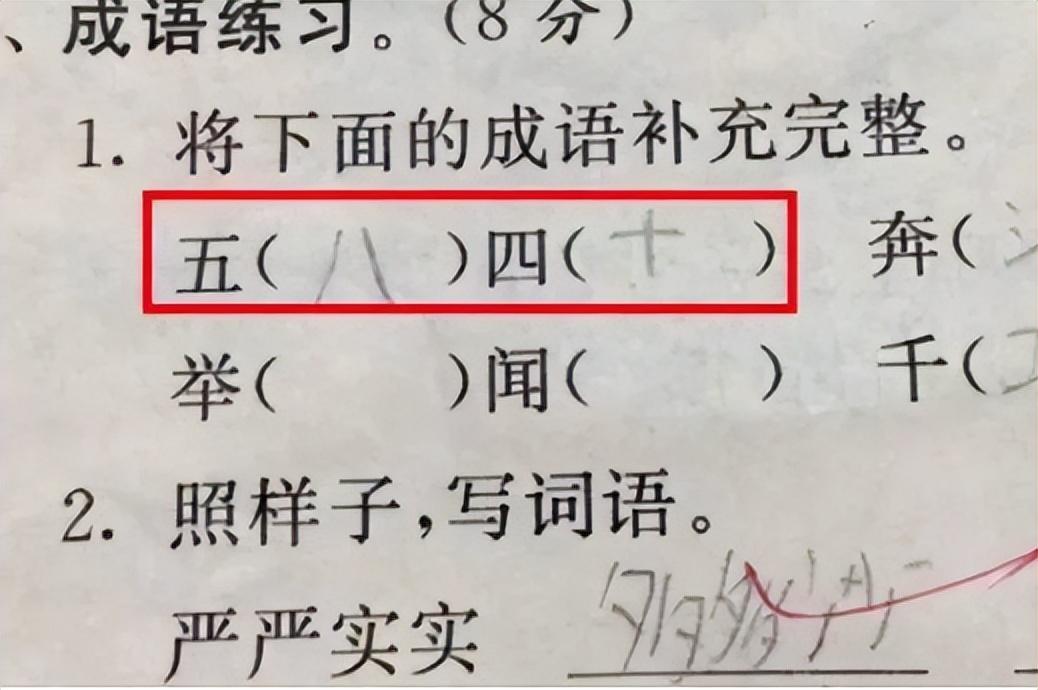 、成语练习。（8 分）
1. 将下面的成语补充完整。
五（八）四（十） 奔（
举（ ）闻（ ） 千（
2. 照样子，写词语。
严严实实